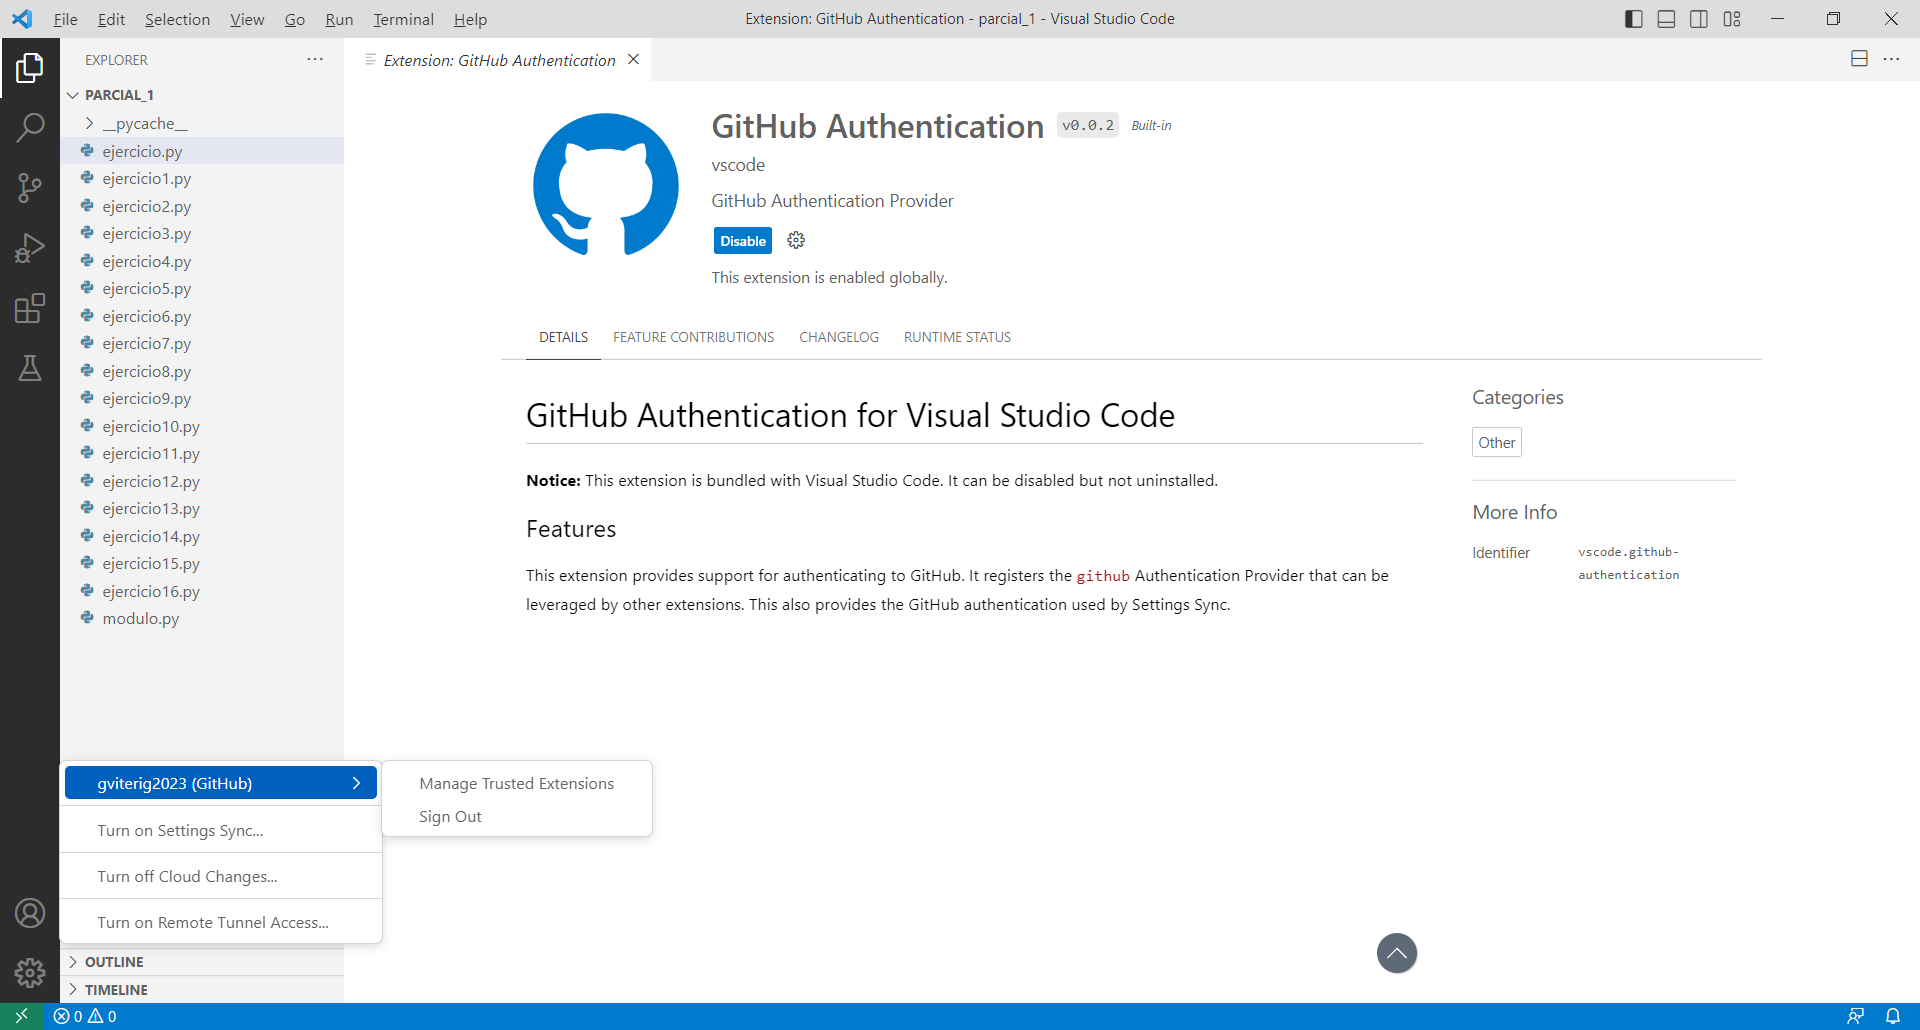 File Edit Selection View Go Run Terminal Help
Extension: GitHub Authentication - parcial_1 - Visual Studio Code
EXPLORER
PARCIAL_1
__pycache__
ejercicio.py
ejercicio1.py
ejercicio2.py
ejercicio3.py
ejercicio4.py
ejercicio5.py
ejercicio6.py
ejercicio7.py
ejercicio8.py
ejercicio9.py
ejercicio10.py
ejercicio11.py
ejercicio12.py
ejercicio13.py
ejercicio14.py
ejercicio15.py
ejercicio16.py
modulo.py
Extension: GitHub Authentication
GitHub Authentication v0.0.2 Built-in
vscode
GitHub Authentication Provider
Disable
This extension is enabled globally.
DETAILS FEATURE CONTRIBUTIONS CHANGELOG RUNTIME STATUS
GitHub Authentication for Visual Studio Code
Notice: This extension is bundled with Visual Studio Code. It can be disabled but not uninstalled.
Features
This extension provides support for authenticating to GitHub. It registers the github Authentication Provider that can be
leveraged by other extensions. This also provides the GitHub authentication used by Settings Sync.
Categories
Other
More Info
Identifier vscode.github-
authentication
gviterig2023 (GitHub)
Turn on Settings Sync...
Turn off Cloud Changes...
Turn on Remote Tunnel Access...
Manage Trusted Extensions
Sign Out
OUTLINE
TIMELINE
0 0